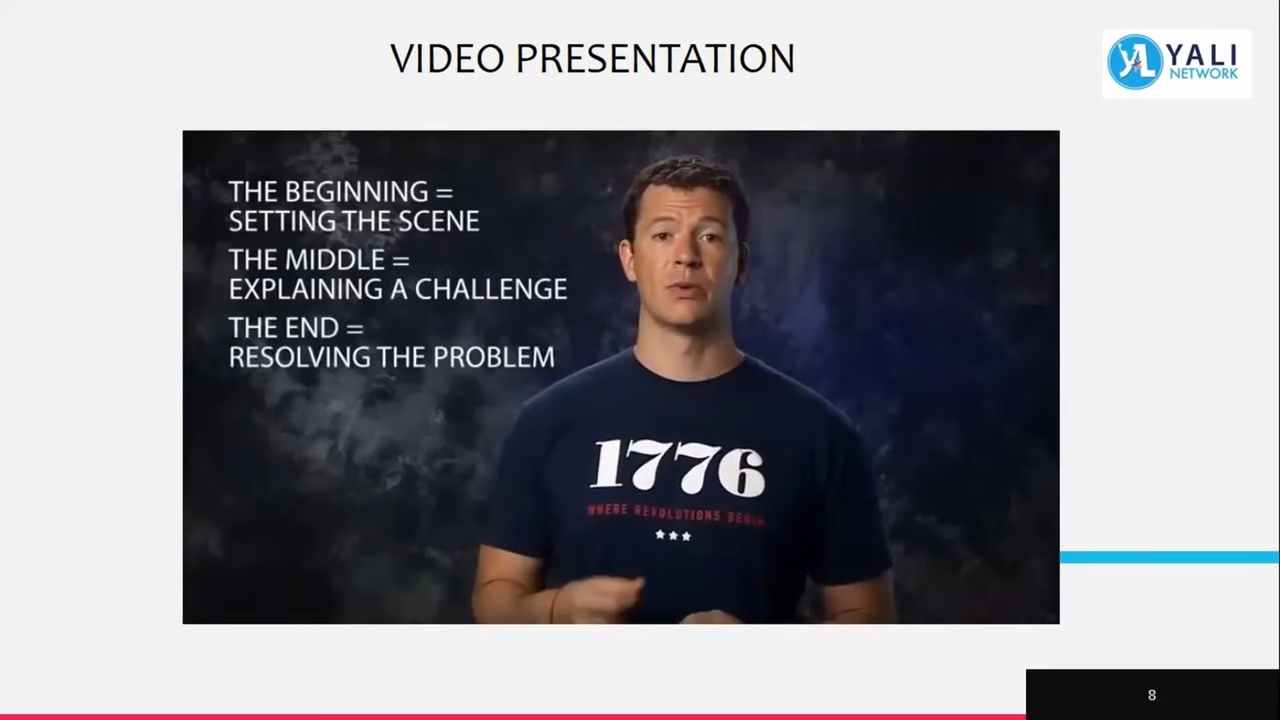 VIDEO PRESENTATION
YALI
NETWORK
THE BEGINNING =
SETTING THE SCENE
THE MIDDLE =
EXPLAINING A CHALLENGE
THE END =
RESOLVING THE PROBLEM
1776
WHERE REVOLUTIONS BEGIN
8